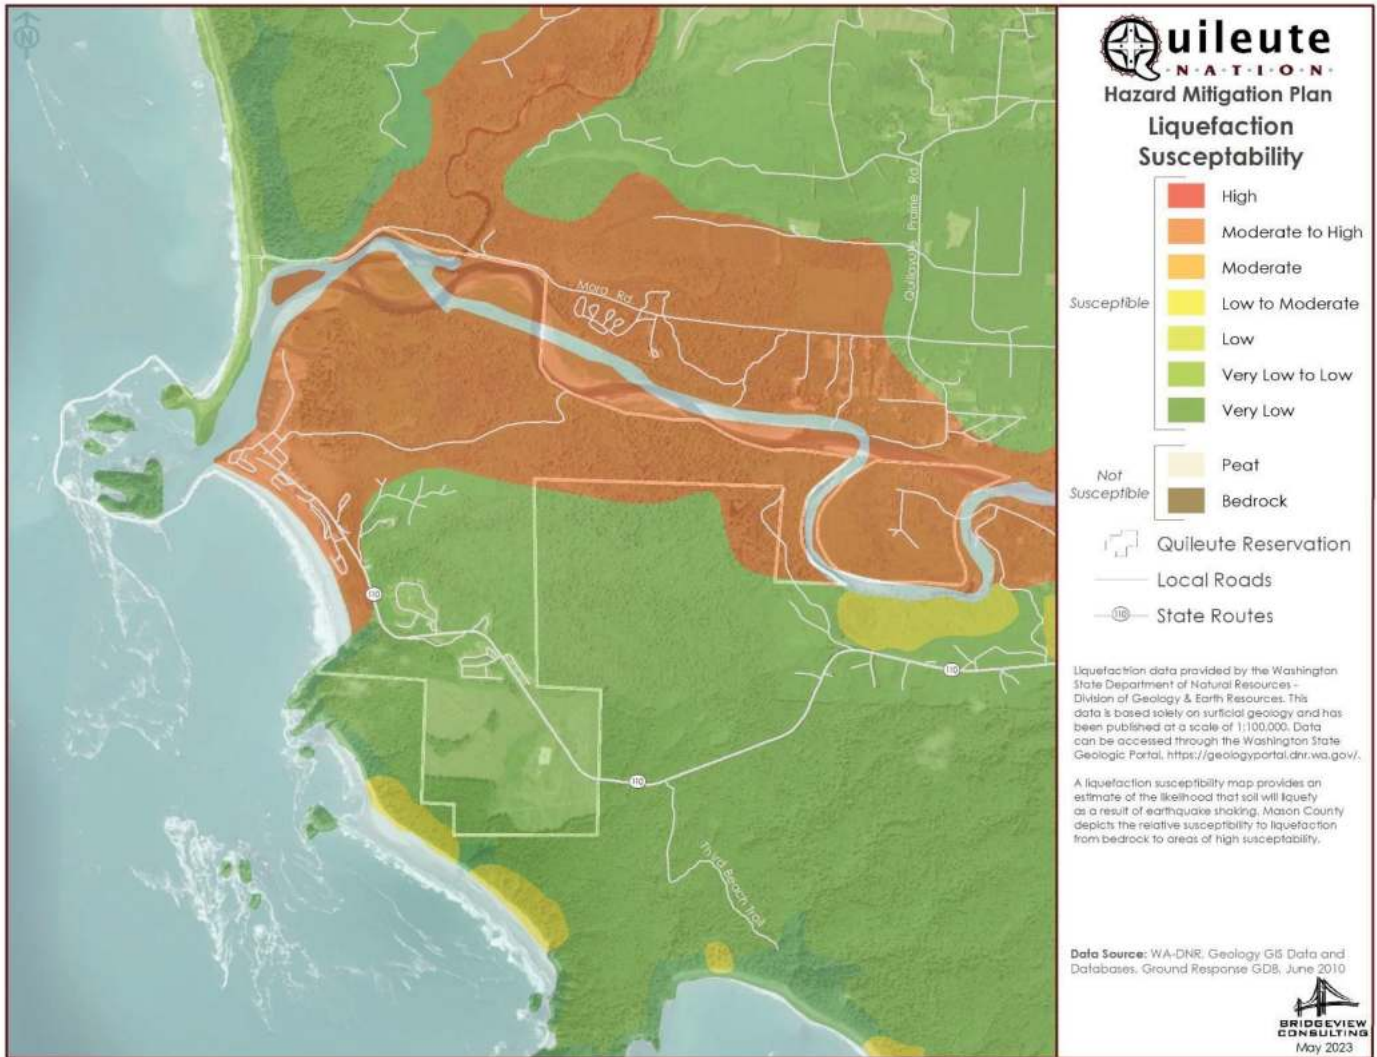 N
Quileute
N·A·T·I·O·N
Hazard Mitigation Plan
Liquefaction
Susceptability
Susceptible
High
Moderate to High
Moderate
Low to Moderate
Low
Very Low to Low
Very Low
Not
Susceptible
Peat
Bedrock
Quileute Reservation
Local Roads
110
State Routes
Liquefactrion data provided by the Washington
State Department of Natural Resources -
Division of Geology & Earth Resources. This
data is based solely on surficial geology and has
been published at a scale of 1:100,000. Data
can be accessed through the Washington State
Geologic Portal, https://geologyportal.dnr.wa.gov/.
A liquefaction susceptibility map provides an
estimate of the likelihood that soil will liquefy
as a result of earthquake shaking. Mason County
depicts the relative susceptibility to liquefaction
from bedrock to areas of high susceptability.
Data Source: WA-DNR, Geology GIS Data and
Databases, Ground Response GDB, June 2010
BRIDGEVIEW
CONSULTING
May 2023
Quillayute Prairie Rd
Mora Rd
110
110
110
Third Beach Trail